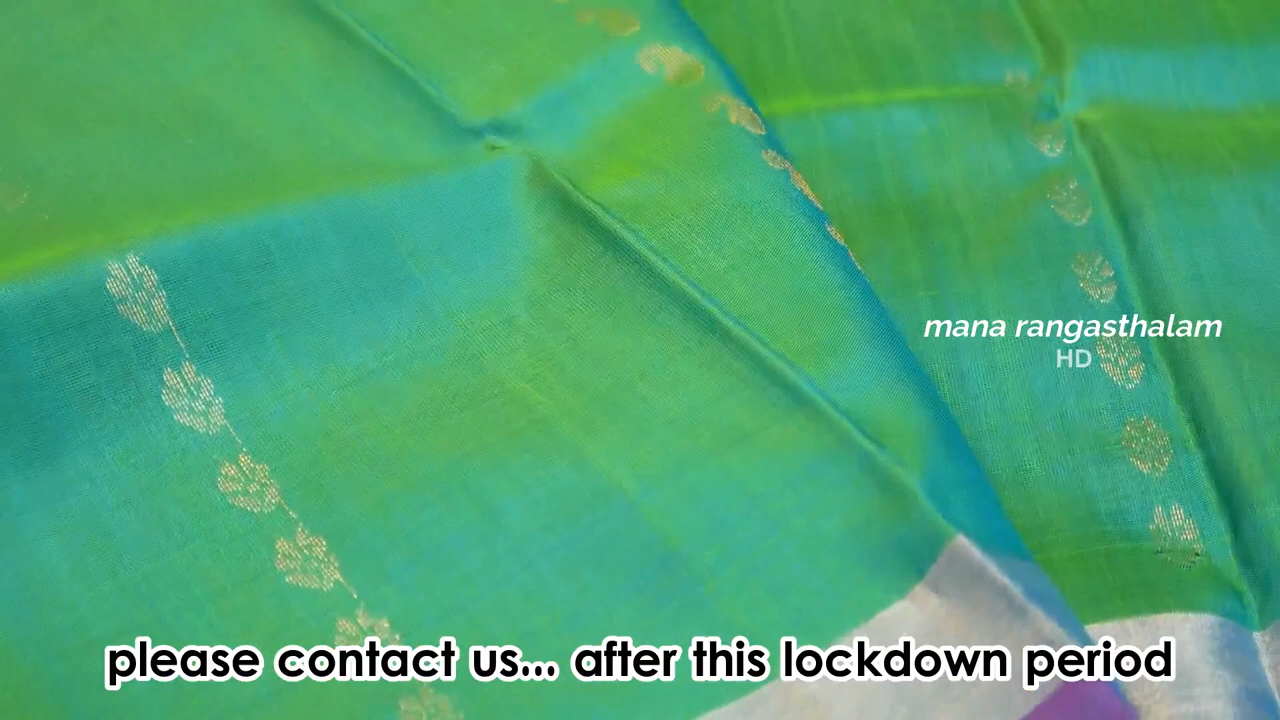 mana rangasthalam
HD
please contact us... after this lockdown period